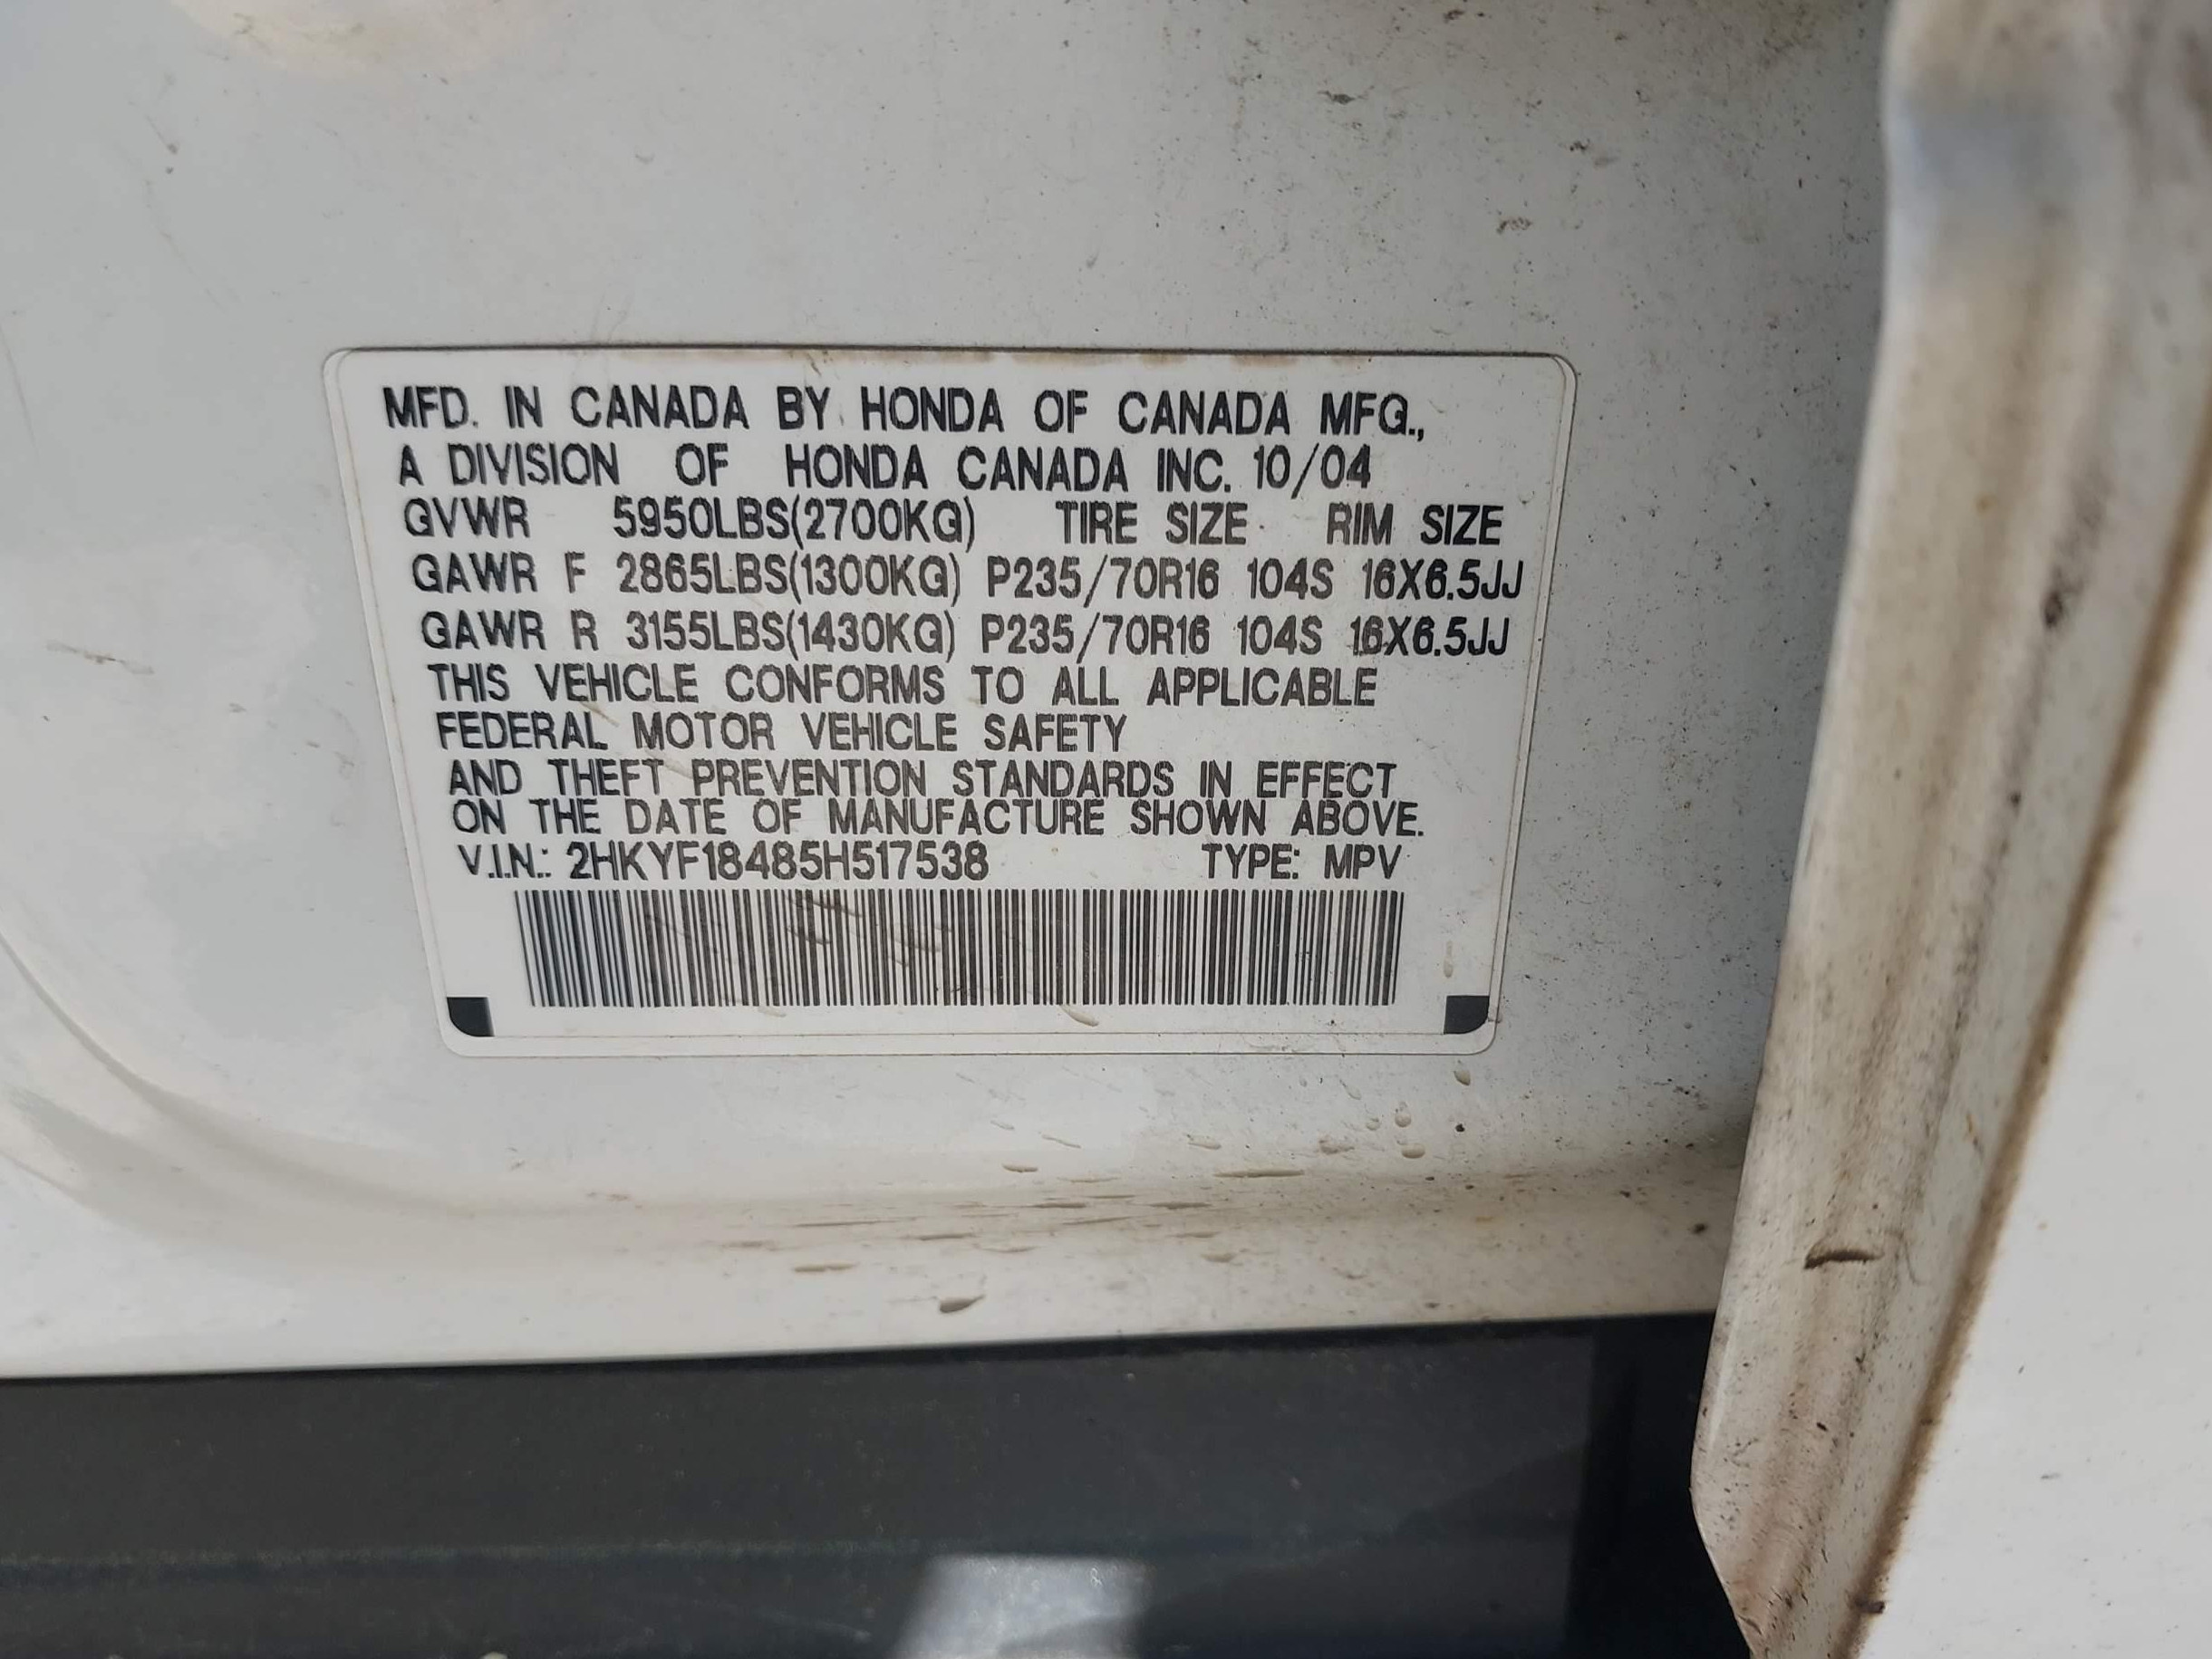 MFD. IN CANADA BY HONDA OF CANADA MFG.,
A DIVISION OF HONDA CANADA INC. 10/04
GVWR 5950LBS(2700KG) TIRE SIZE RIM SIZE
GAWR F 2865LBS(1300KG) P235/70R16 104S 16X6.5JJ
GAWR R 3155LBS(1430KG) P235/70R16 104S 16X6.5JJ
THIS VEHICLE CONFORMS TO ALL APPLICABLE
FEDERAL MOTOR VEHICLE SAFETY
AND THEFT PREVENTION STANDARDS IN EFFECT
ON THE DATE OF MANUFACTURE SHOWN ABOVE.
V.I.N.: 2HKYF18485H517538 TYPE: MPV